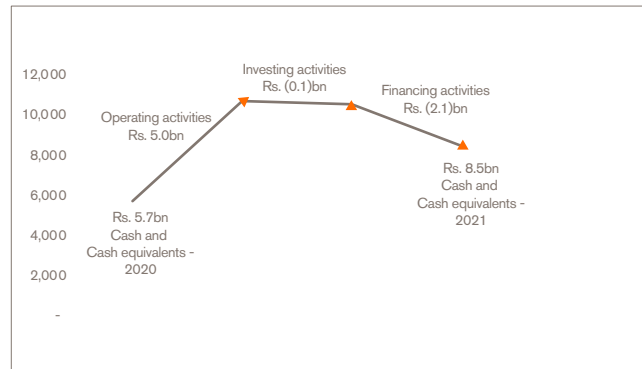 12,000
10,000
8,000
6,000
4,000
2,000
-
Operating activities
Rs. 5.0bn
Investing activities
Rs. (0.1)bn
Financing activities
Rs. (2.1)bn
Rs. 5.7bn
Cash and
Cash equivalents -
2020
Rs. 8.5bn
Cash and
Cash equivalents -
2021